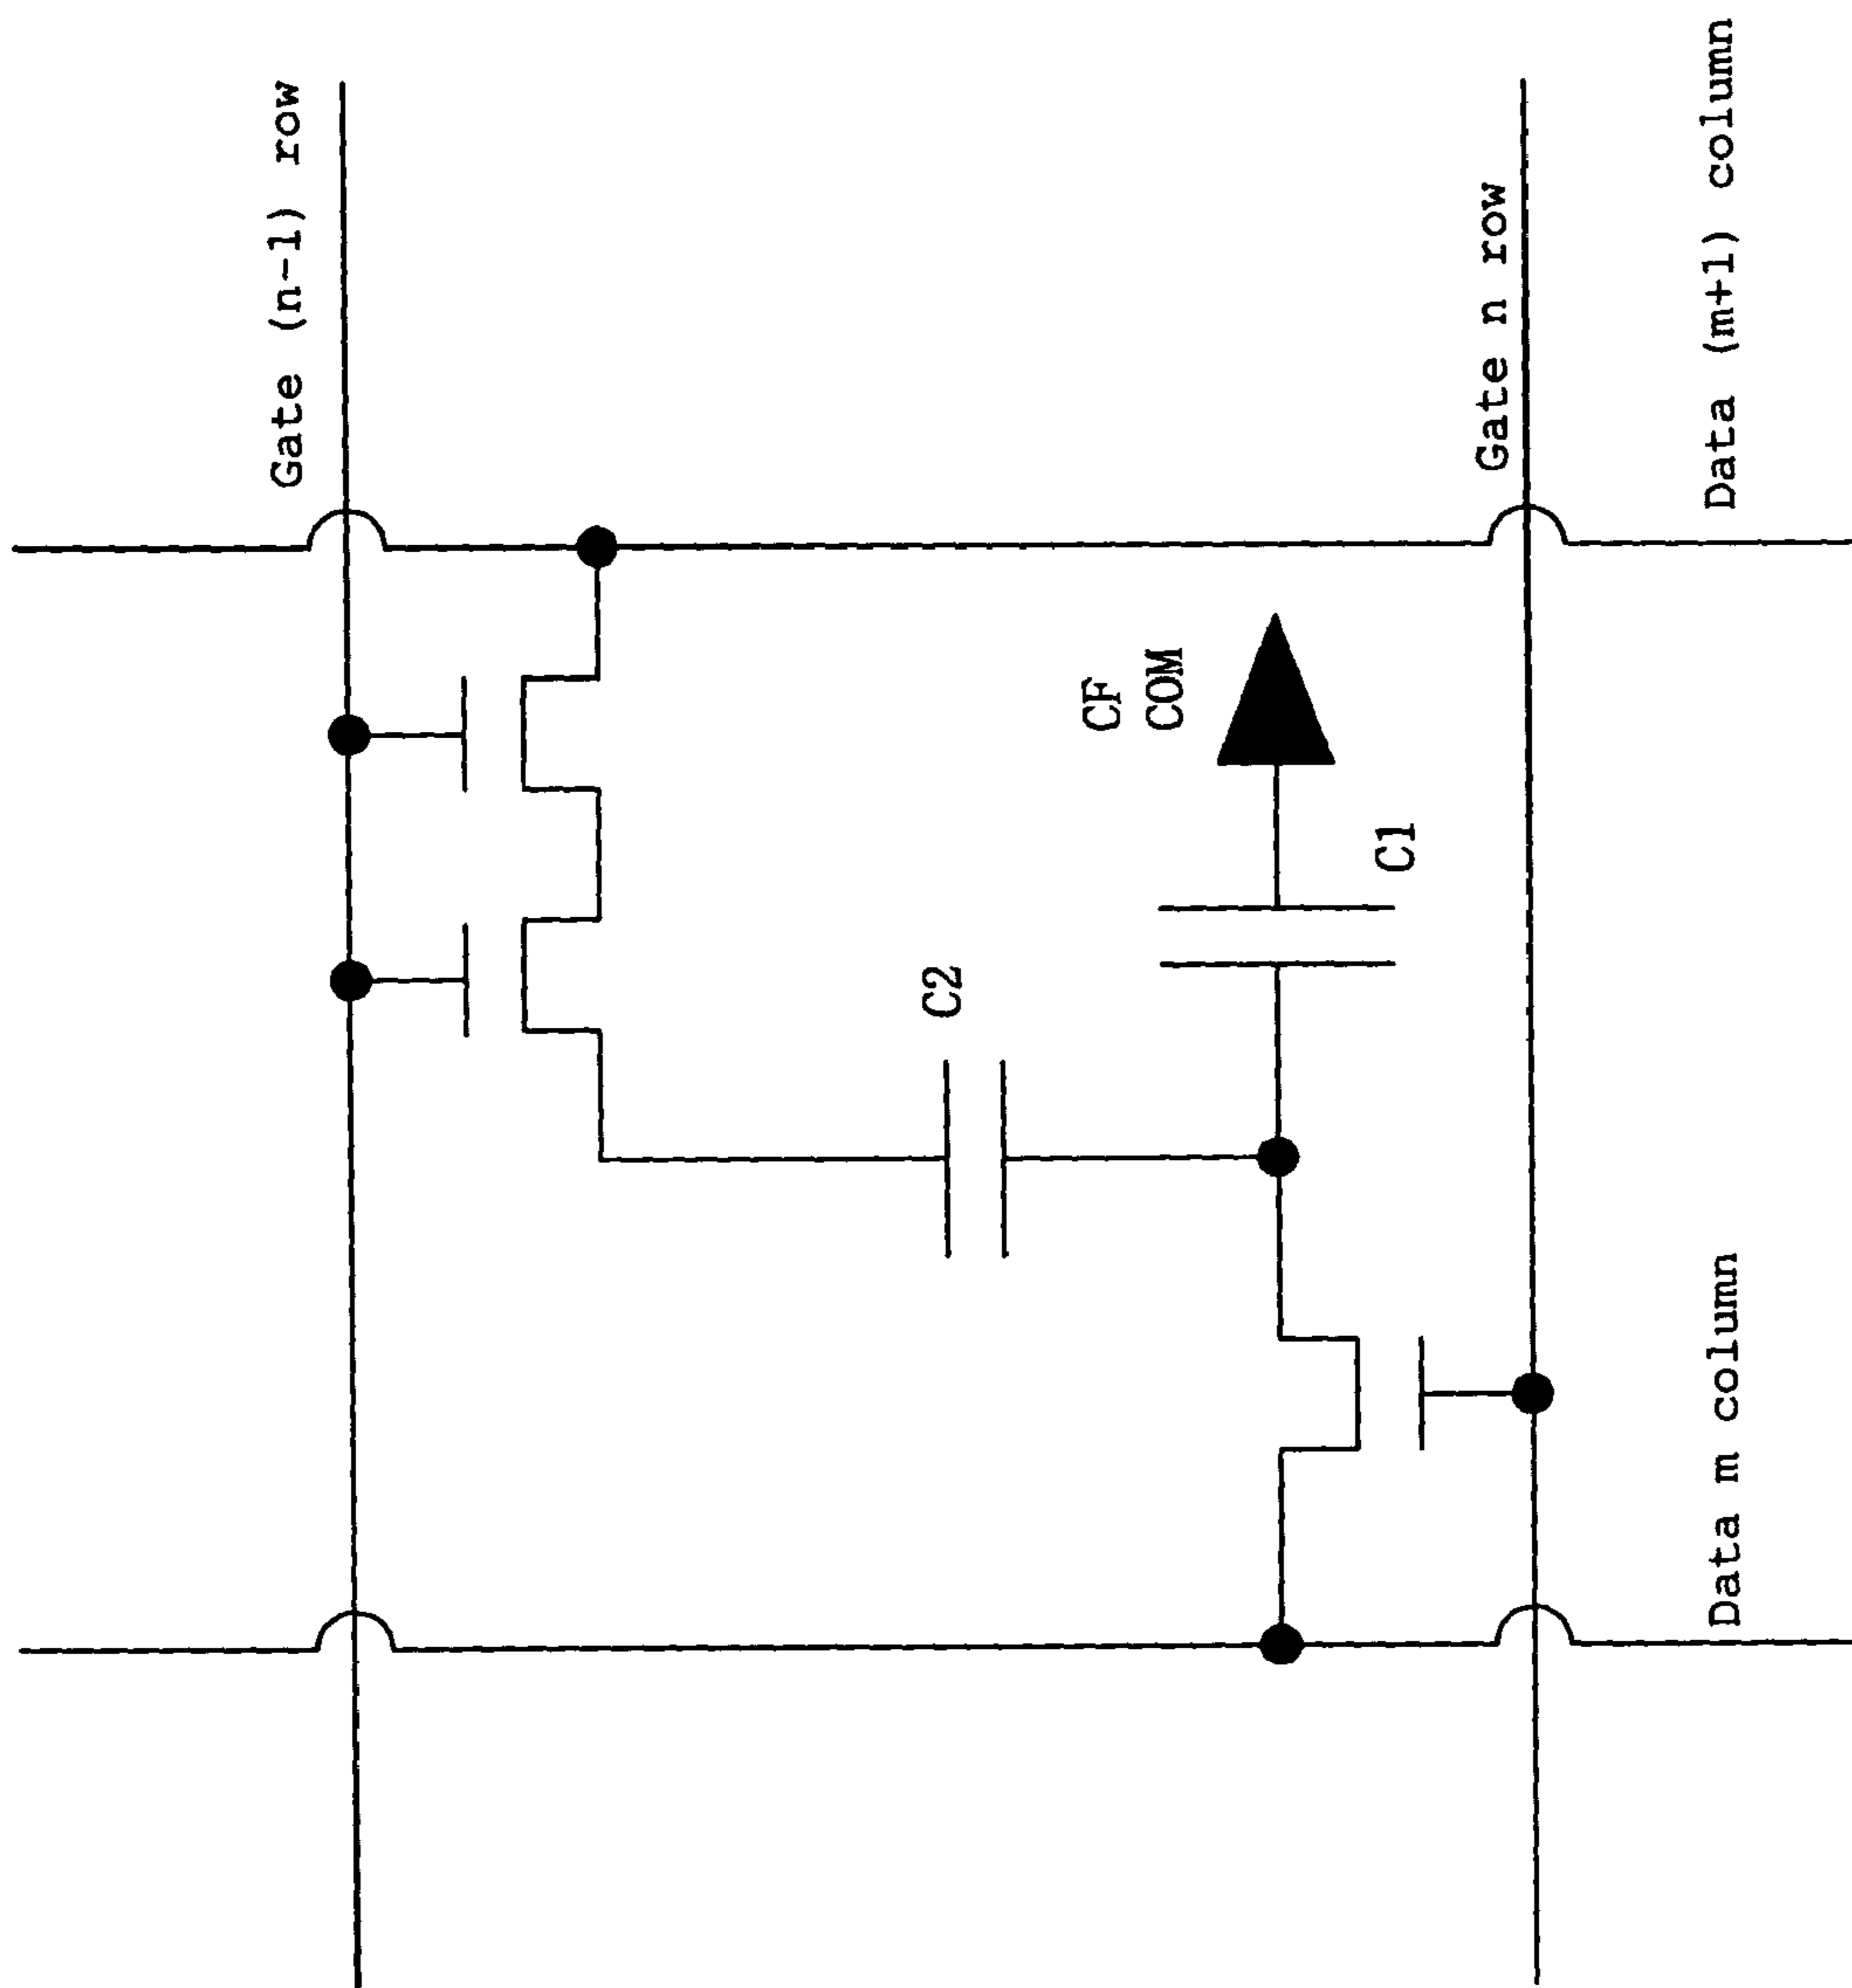 Gate (n-1) row
C2
CF
COM
C1
Gate n row
Data m column
Data (m+1) column